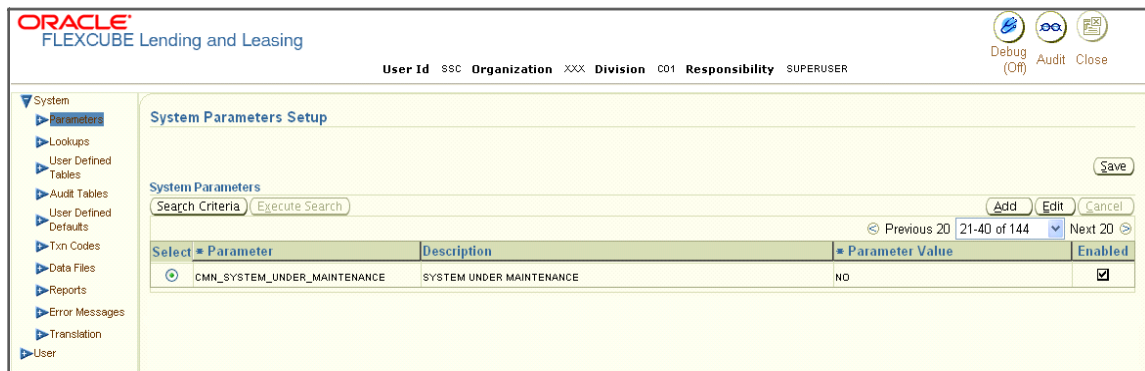 ORACLE
FLEXCUBE Lending and Leasing
Debug (Off)
Audit
Close
User Id SSC Organization XXX Division C01 Responsibility SUPERUSER
System
Parameters
Lookups
User Defined Tables
Audit Tables
User Defined Defaults
Txn Codes
Data Files
Reports
Error Messages
Translation
User
System Parameters Setup
Save
System Parameters
Search Criteria Execute Search Add Edit Cancel
Previous 20 21-40 of 144 Next 20
Select * Parameter Description * Parameter Value Enabled
CMN_SYSTEM_UNDER_MAINTENANCE SYSTEM UNDER MAINTENANCE NO